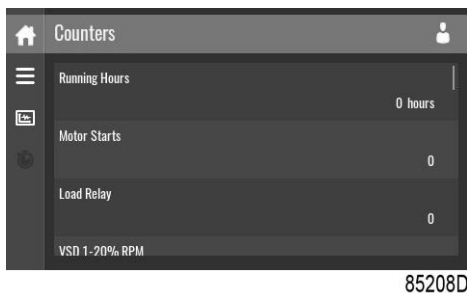 Counters
Running Hours
0 hours
Motor Starts
0
Load Relay
0
VSD 1-20% RPM
85208D